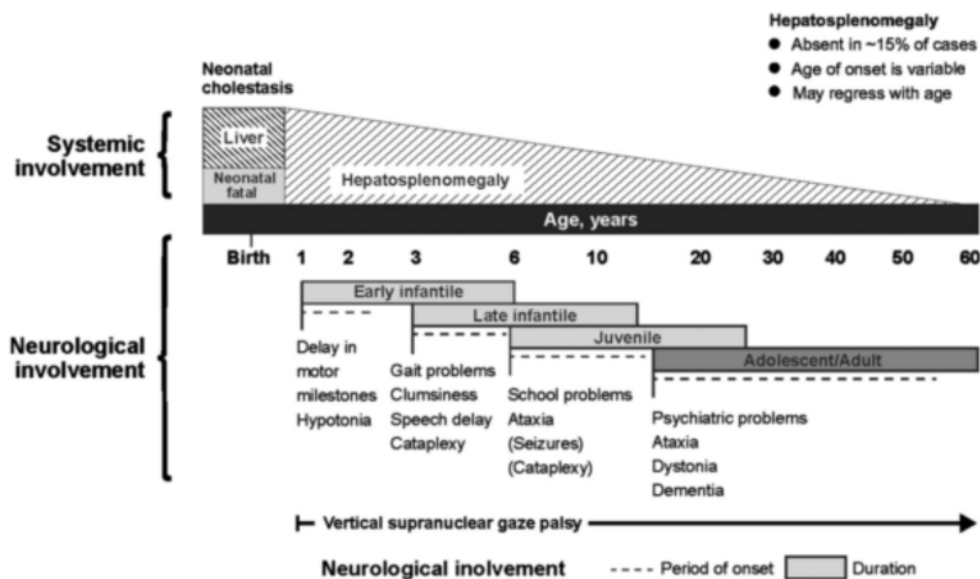 Hepatosplenomegaly
● Absent in ~15% of cases
● Age of onset is variable
● May regress with age
Neonatal
cholestasis
Systemic
involvement
Liver
Neonatal
fatal
Hepatosplenomegaly
Age, years
Birth 1 2 3 6 10 20 30 40 50 60
Neurological
involvement
Early infantile
Late infantile
Juvenile
Adolescent/Adult
Delay in
motor
milestones
Hypotonia
Gait problems
Clumsiness
Speech delay
Cataplexy
School problems
Ataxia
(Seizures)
(Cataplexy)
Psychiatric problems
Ataxia
Dystonia
Dementia
Vertical supranuclear gaze palsy
Neurological inolvement
Period of onset
Duration